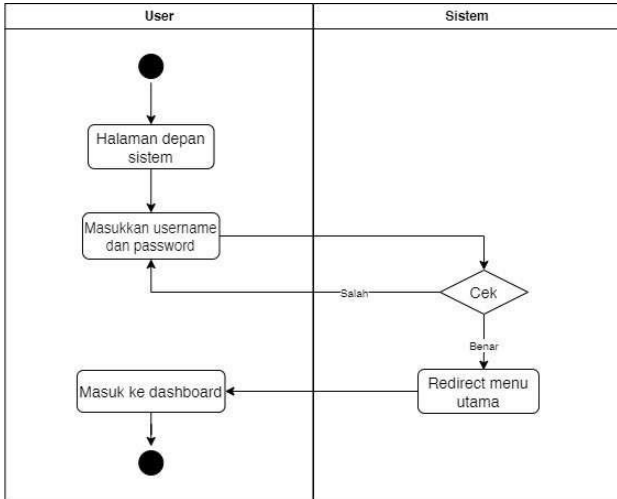 User
Sistem
Halaman depan
sistem
Masukkan username
dan password
Cek
Salah
Benar
Redirect menu
utama
Masuk ke dashboard